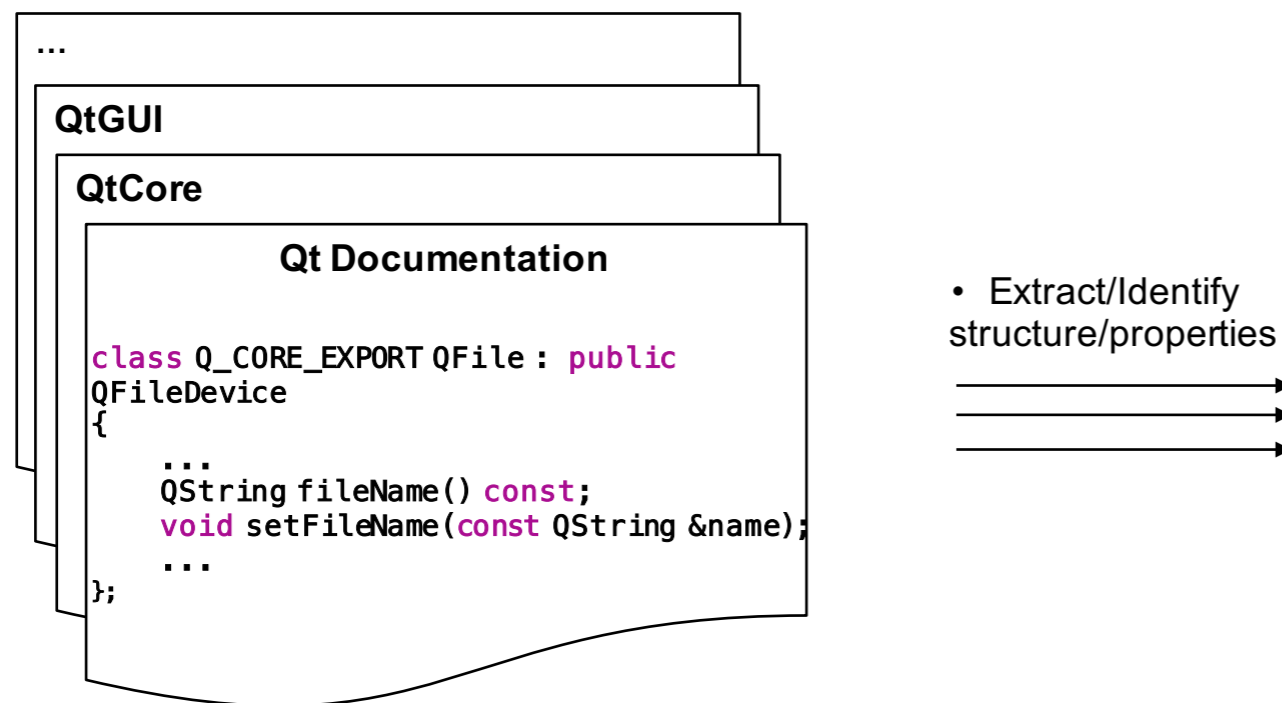 ...
QtGUI
QtCore
Qt Documentation
class Q_CORE_EXPORT QFile : public
QFileDevice
{
...
QString fileName() const;
void setFileName(const QString &name);
...
};
• Extract/Identify
structure/properties